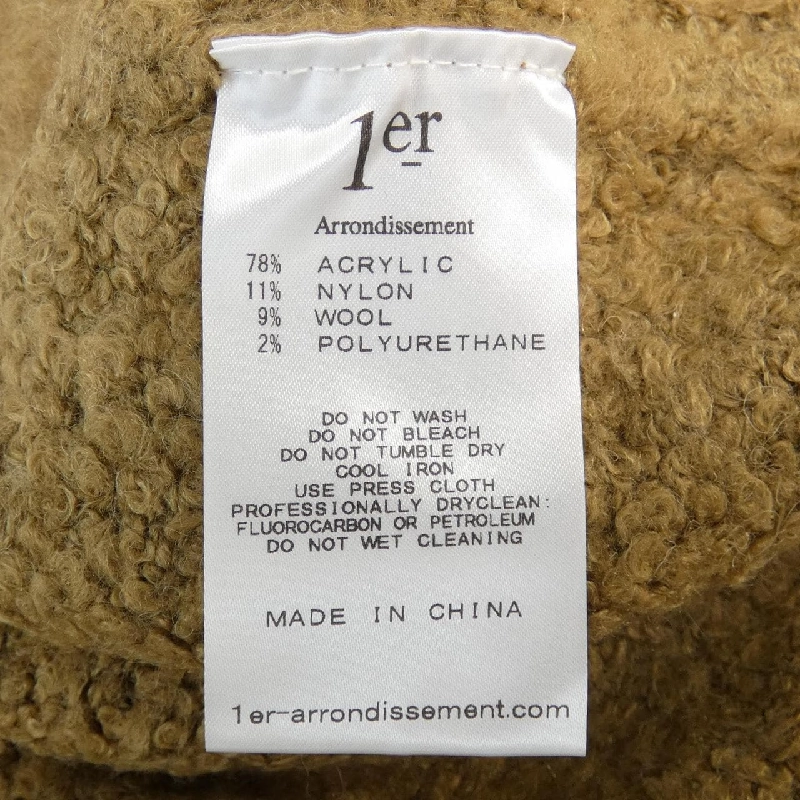 1er
Arrondissement
78% ACRYLIC
11% NYLON
9% WOOL
2% POLYURETHANE
DO NOT WASH
DO NOT BLEACH
DO NOT TUMBLE DRY
COOL IRON
USE PRESS CLOTH
PROFESSIONALLY DRYCLEAN:
FLUOROCARBON OR PETROLEUM
DO NOT WET CLEANING
MADE IN CHINA
1er-arrondissement.com